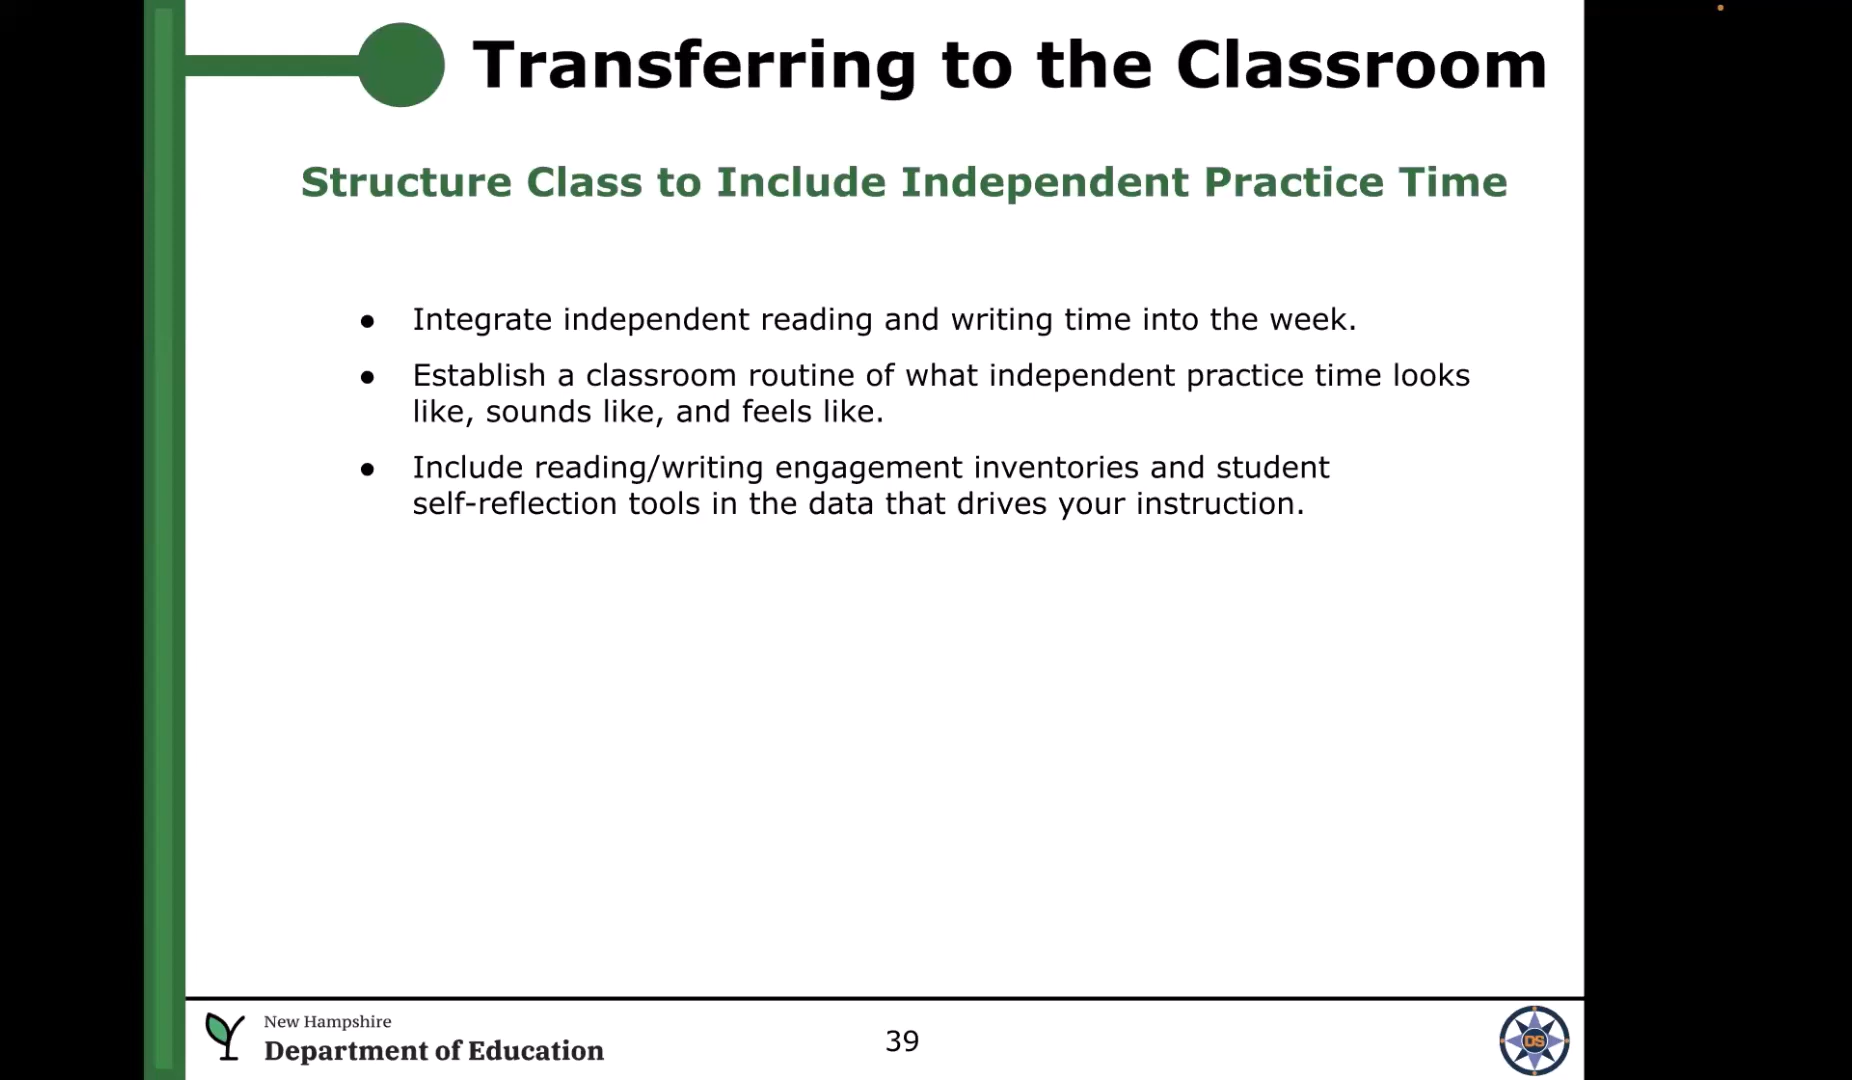 Transferring to the Classroom
Structure Class to Include Independent Practice Time
● Integrate independent reading and writing time into the week.
● Establish a classroom routine of what independent practice time looks
like, sounds like, and feels like.
● Include reading/writing engagement inventories and student
self-reflection tools in the data that drives your instruction.
New Hampshire
Department of Education
39
DS